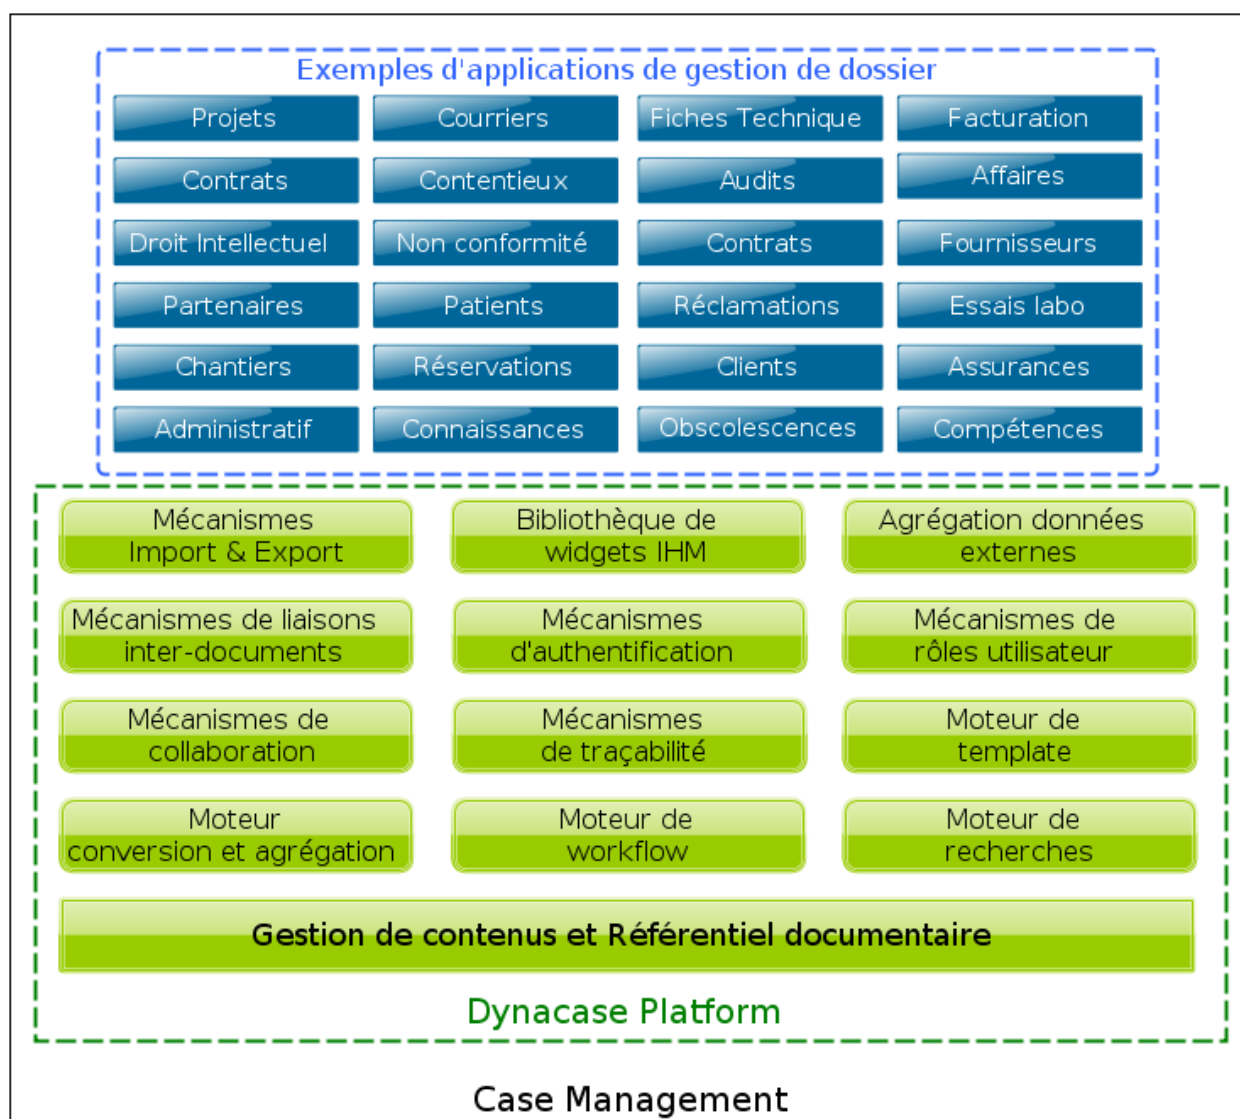 Exemples d'applications de gestion de dossier
Projets
Courriers
Fiches Technique
Facturation
Contrats
Contentieux
Audits
Affaires
Droit Intellectuel
Non conformité
Contrats
Fournisseurs
Partenaires
Patients
Réclamations
Essais labo
Chantiers
Réservations
Clients
Assurances
Administratif
Connaissances
Obscolescences
Compétences
Mécanismes
Import & Export
Bibliothèque de
widgets IHM
Agrégation données
externes
Mécanismes de liaisons
inter-documents
Mécanismes
d'authentification
Mécanismes de
rôles utilisateur
Mécanismes de
collaboration
Mécanismes
de traçabilité
Moteur de
template
Moteur
conversion et agrégation
Moteur de
workflow
Moteur de
recherches
Gestion de contenus et Référentiel documentaire
Dynacase Platform
Case Management